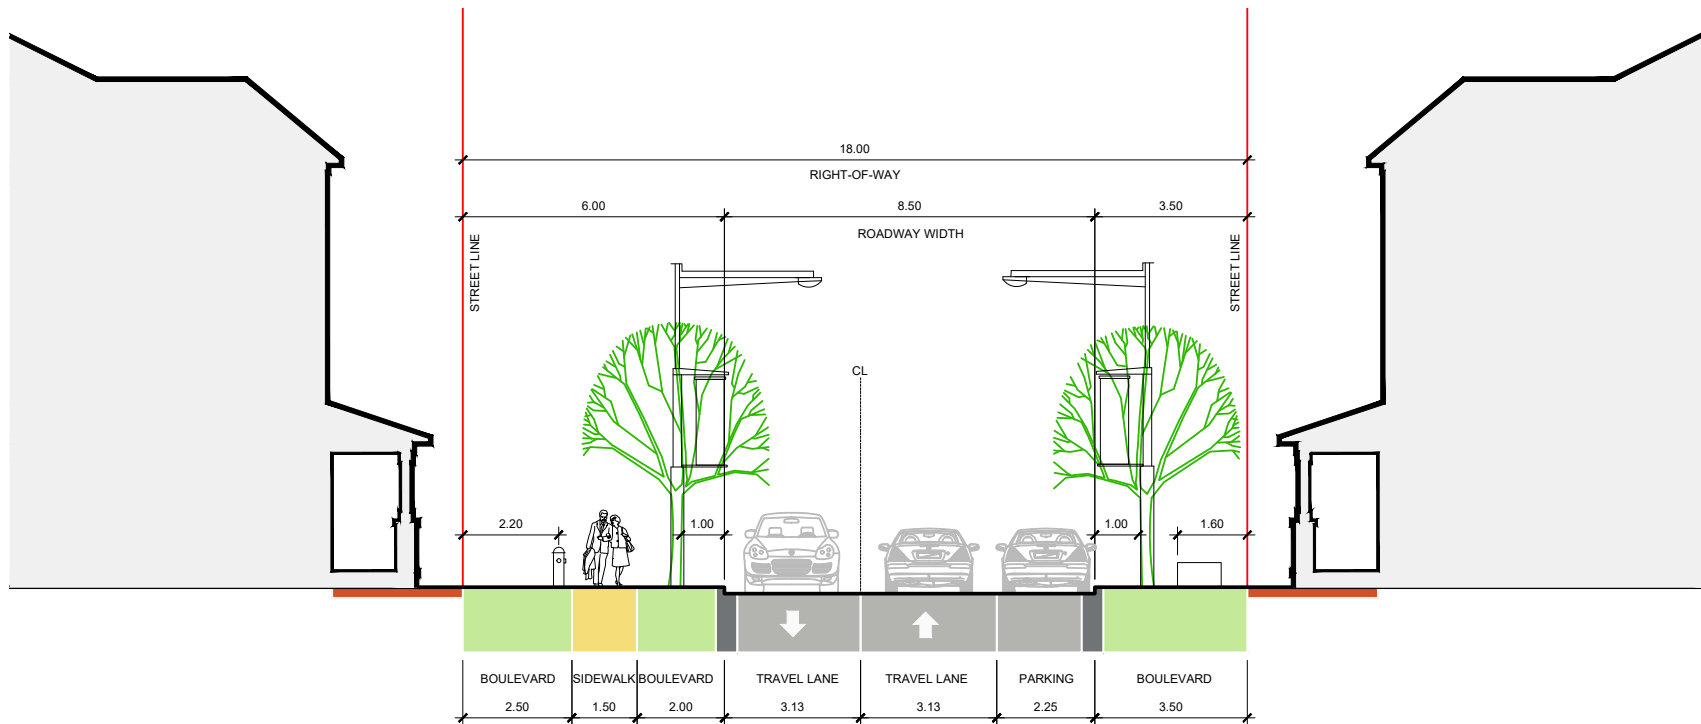 18.00
RIGHT-OF-WAY
6.00
8.50
3.50
ROADWAY WIDTH
STREET LINE
STREET LINE
CL
2.20
1.00
1.00
1.60
BOULEVARD
SIDEWALK
BOULEVARD
TRAVEL LANE
TRAVEL LANE
PARKING
BOULEVARD
2.50
1.50
2.00
3.13
3.13
2.25
3.50